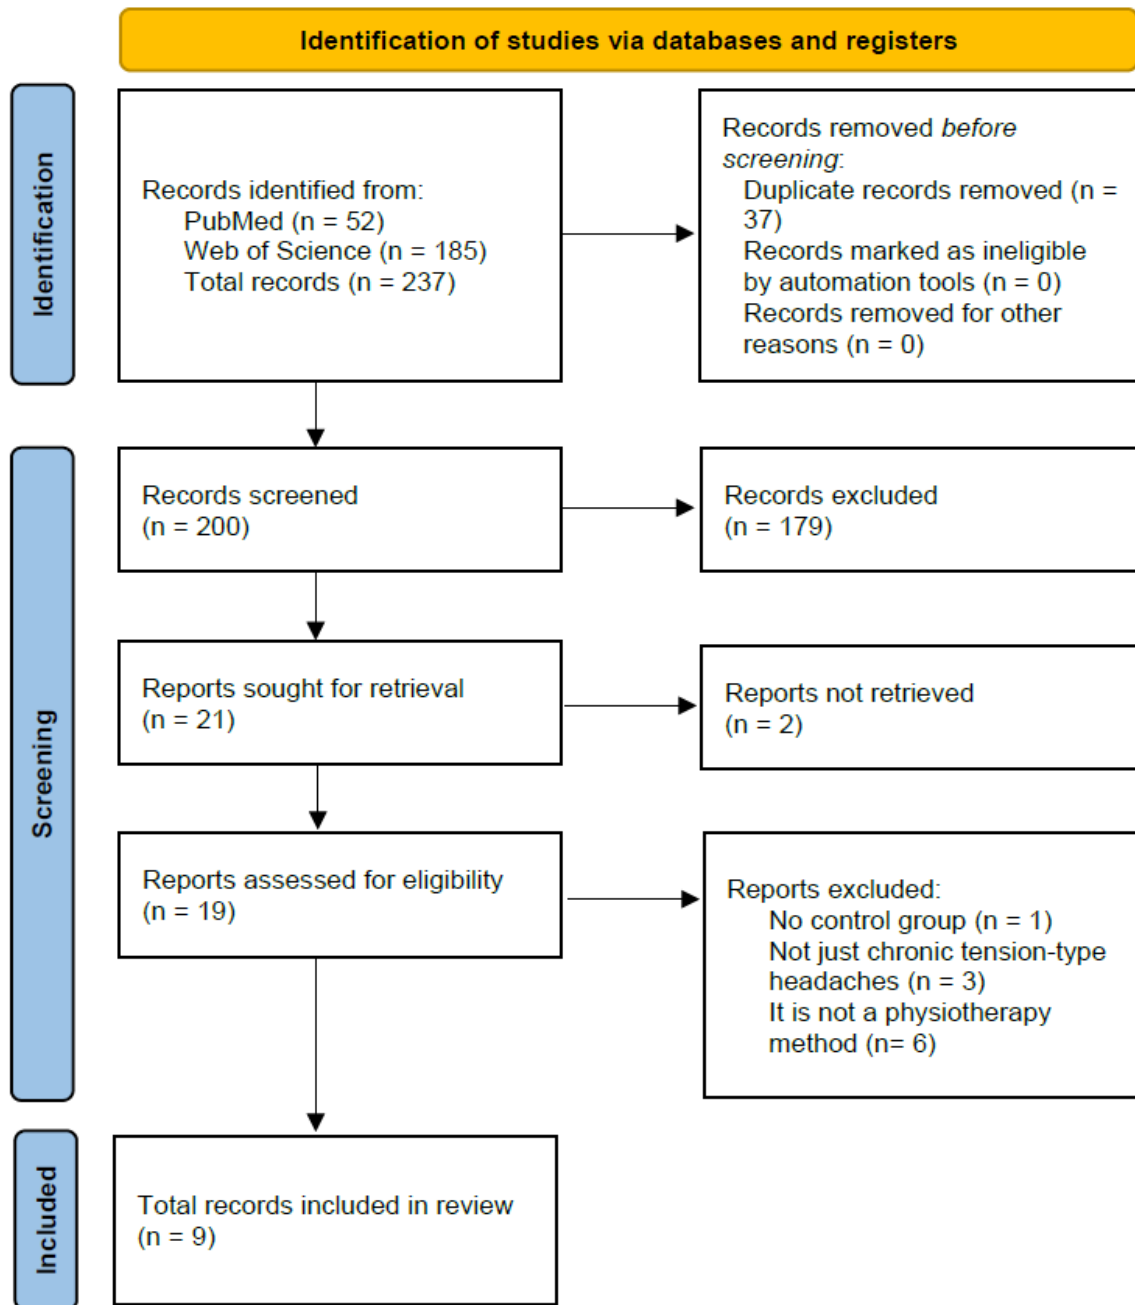 Identification of studies via databases and registers
Identification
Records identified from:
PubMed (n = 52)
Web of Science (n = 185)
Total records (n = 237)
Records removed before
screening:
Duplicate records removed (n =
37)
Records marked as ineligible
by automation tools (n = 0)
Records removed for other
reasons (n = 0)
Screening
Records screened
(n = 200)
Records excluded
(n = 179)
Reports sought for retrieval
(n = 21)
Reports not retrieved
(n = 2)
Reports assessed for eligibility
(n = 19)
Reports excluded:
No control group (n = 1)
Not just chronic tension-type
headaches (n = 3)
It is not a physiotherapy
method (n= 6)
Included
Total records included in review
(n = 9)